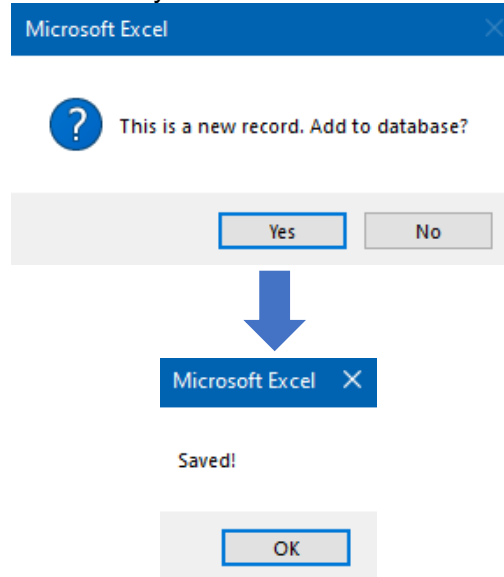 Microsoft Excel
This is a new record. Add to database?
Yes No
Microsoft Excel
Saved!
OK